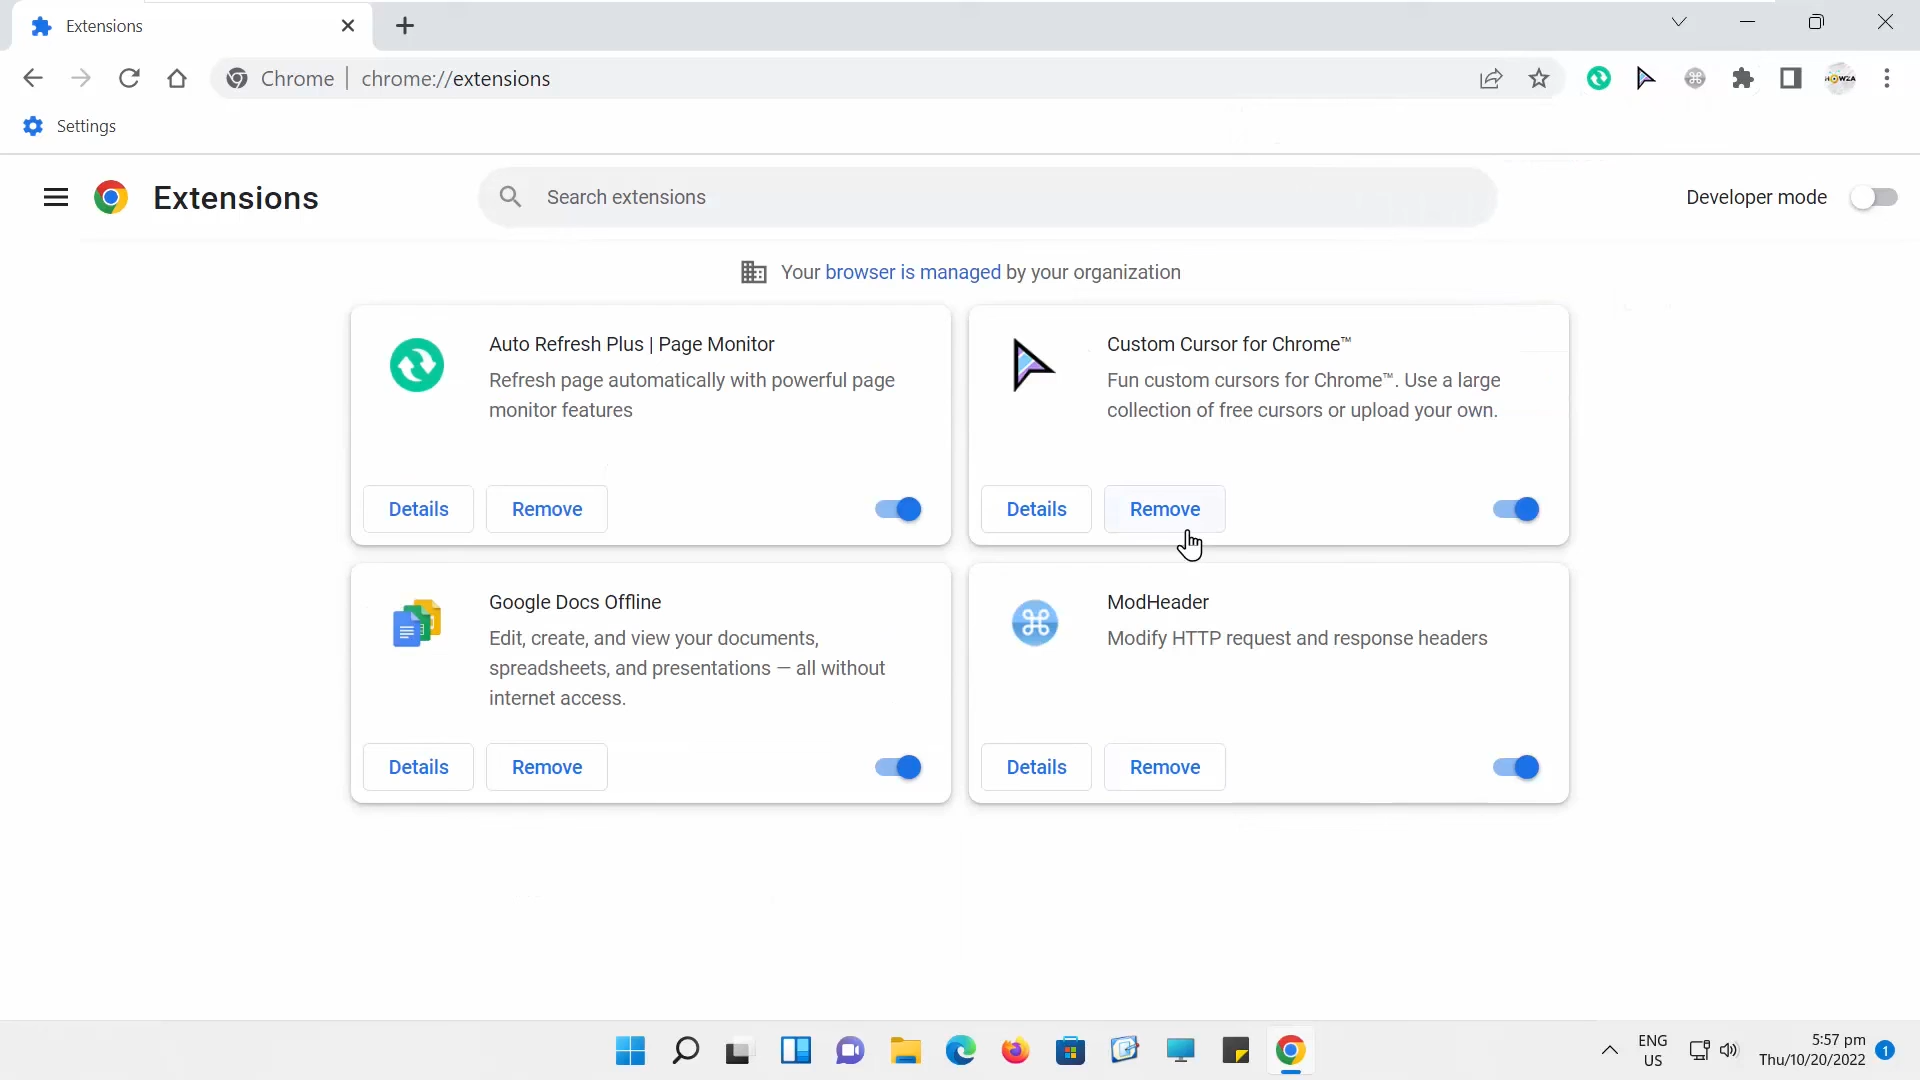 Extensions
Chrome | chrome://extensions
Settings
Extensions
Search extensions
Developer mode
Your browser is managed by your organization
Auto Refresh Plus | Page Monitor
Refresh page automatically with powerful page
monitor features
Details
Remove
Custom Cursor for Chrome™
Fun custom cursors for Chrome™. Use a large
collection of free cursors or upload your own.
Details
Remove
Google Docs Offline
Edit, create, and view your documents,
spreadsheets, and presentations — all without
internet access.
Details
Remove
ModHeader
Modify HTTP request and response headers
Details
Remove
ENG
US
5:57 pm
Thu/10/20/2022
1